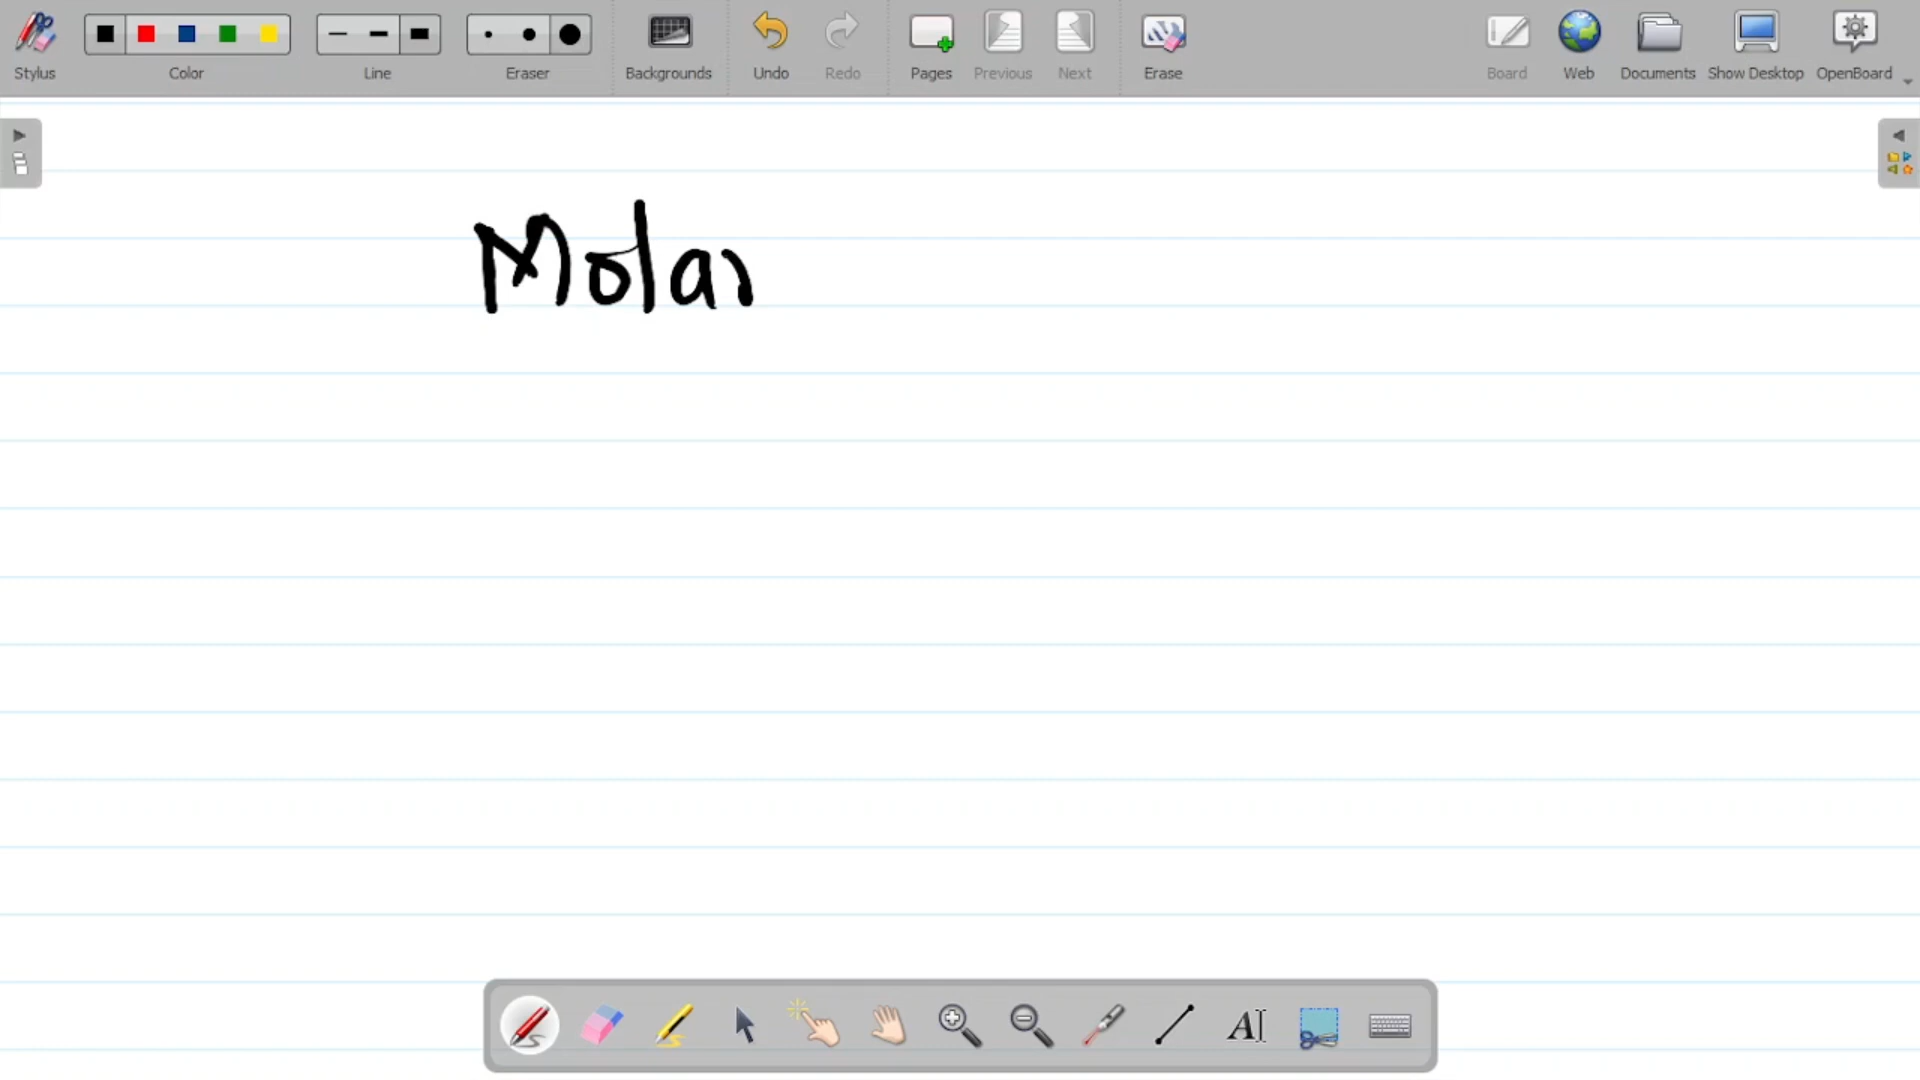 Stylus Color Line Eraser Backgrounds Undo Redo Pages Previous Next Erase Board Web Documents Show Desktop OpenBoard
Molar
A